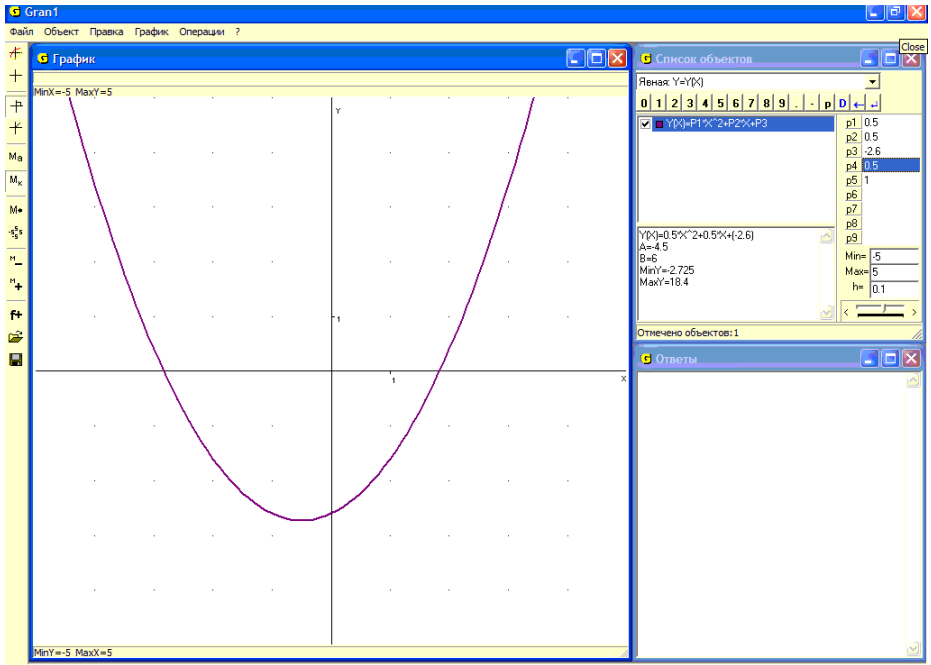 Gran1
Файл Объект Правка График Операции ?
Close
График
MinX=-5 MaxY=5
Y
1
1
X
MinY=-5 MaxX=5
Ma
Mк
M
M
M
f+
Список объектов
Явная: Y=Y(X)
0 1 2 3 4 5 6 7 8 9 . - p D
Y(X)=P1*X^2+P2*X+P3
p1 0.5
p2 0.5
p3 -2.6
p4 0.5
p5 1
p6
p7
p8
p9
Y(X)=0.5*X^2+0.5*X+(-2.6)
A=-4.5
B=6
MinY=-2.725
MaxY=18.4
Min= -5
Max= 5
h= 0.1
< >
Отмечено объектов:1
Ответы